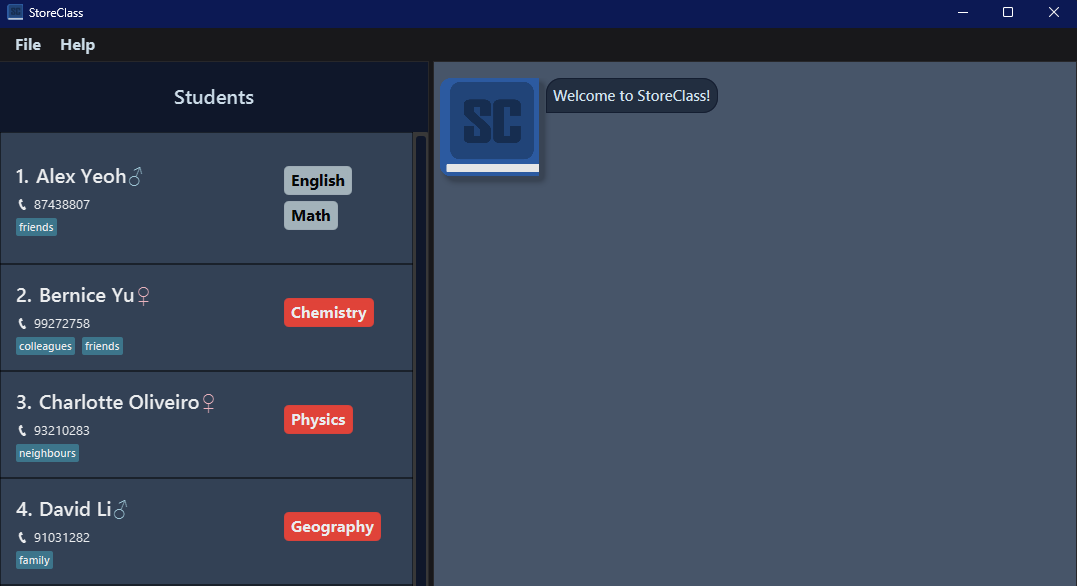 StoreClass
File Help
Students
1. Alex Yeoh♂
87438807
friends
English
Math
2. Bernice Yu♀
99272758
colleagues friends
Chemistry
3. Charlotte Oliveiro♀
93210283
neighbours
Physics
4. David Li♂
91031282
family
Geography
SC
Welcome to StoreClass!